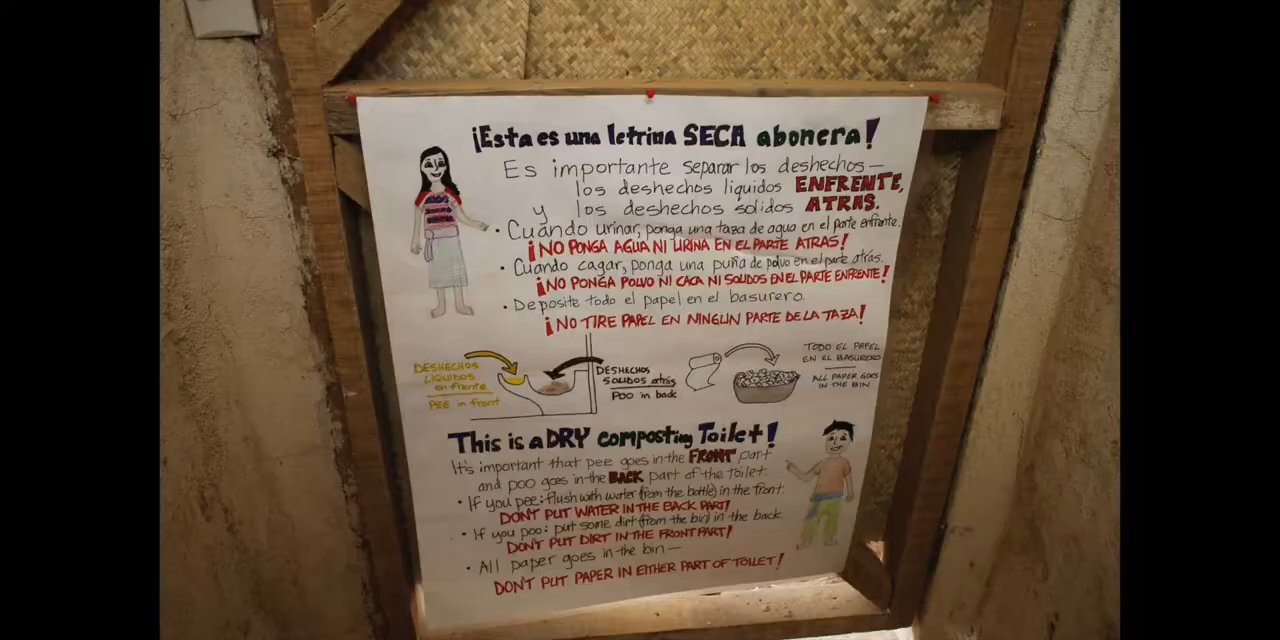 ¡Esta es una letrina SECA abonera!
Es importante separar los deshechos—
los deshechos liquidos ENFRENTE,
y los deshechos solidos ATRAS.
• Cuando urinar, ponga una taza de agua en el parte enfrente.
¡NO PONGA AGUA NI URINA EN EL PARTE ATRAS!
• Cuando cagar, ponga una puña de polvo en el parte atrás.
¡NO PONGA POLVO NI CACA NI SOLIDOS EN EL PARTE ENFRENTE!
• Deposite todo el papel en el basurero.
¡NO TIRE PAPEL EN NINGUN PARTE DE LA TAZA!
DESHECHOS
LIQUIDOS
en frente
PEE in front
DESHECHOS
SOLIDOS atrás
POO in back
TODO EL PAPEL
EN EL BASURERO
ALL PAPER GOES
IN THE BIN
This is a DRY composting Toilet!
It's important that pee goes in the FRONT part
and poo goes in the BACK part of the toilet.
• If you pee: flush with water (from the bottle) in the front.
DON'T PUT WATER IN THE BACK PART!
• If you poo: put some dirt (from the bin) in the back.
DON'T PUT DIRT IN THE FRONT PART!
• All paper goes in the bin—
DON'T PUT PAPER IN EITHER PART OF TOILET!